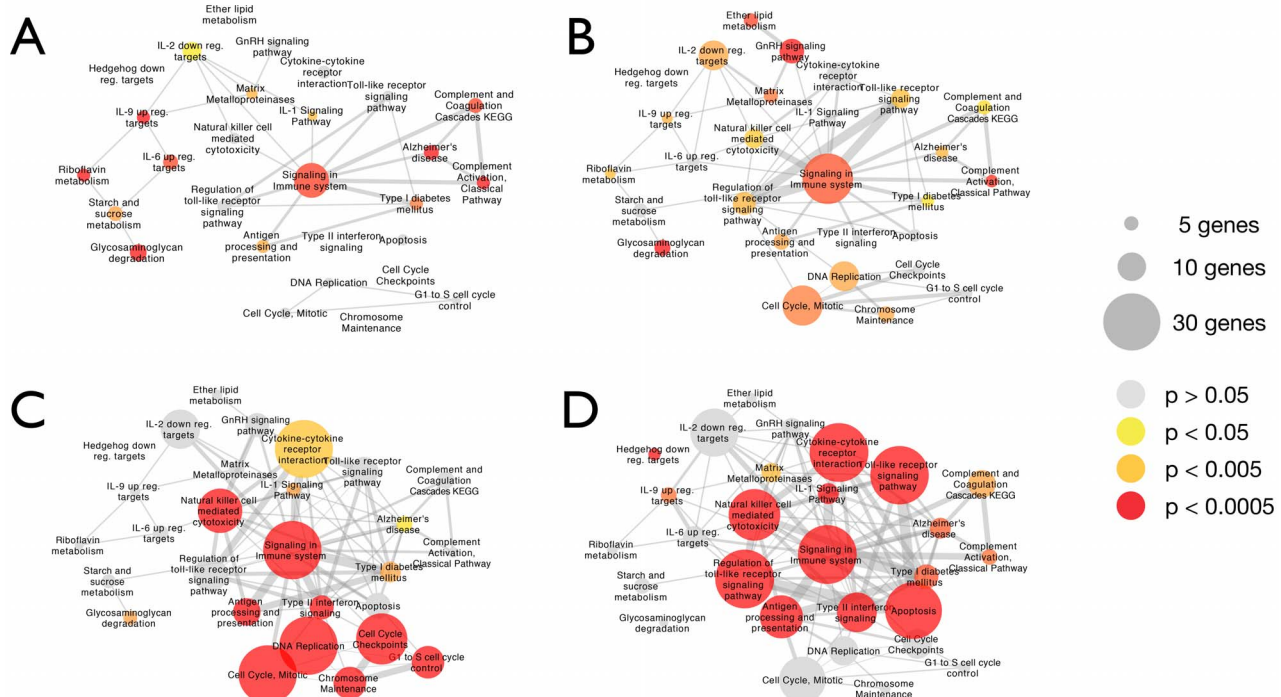 A
Ether lipid
metabolism
IL-2 down reg.
targets
GnRH signaling
pathway
Hedgehog down
reg. targets
Cytokine-cytokine
receptor
interaction
Toll-like receptor
signaling
pathway
Matrix
Metalloproteinases
IL-9 up reg.
targets
IL-1 Signaling
Pathway
Complement and
Coagulation
Cascades KEGG
Natural killer cell
mediated
cytotoxicity
IL-6 up reg.
targets
Alzheimer's
disease
Riboflavin
metabolism
Signaling in
Immune system
Complement
Activation,
Classical
Pathway
Starch and
sucrose
metabolism
Regulation of
toll-like receptor
signaling
pathway
Type I diabetes
mellitus
Glycosaminoglycan
degradation
Antigen
processing and
presentation
Type II interferon
signaling
Apoptosis
DNA Replication
Cell Cycle
Checkpoints
G1 to S cell cycle
control
Cell Cycle, Mitotic
Chromosome
Maintenance
B
Ether lipid
metabolism
IL-2 down reg.
targets
GnRH signaling
pathway
Hedgehog down
reg. targets
Cytokine-cytokine
receptor
interaction
Toll-like receptor
signaling
pathway
Matrix
Metalloproteinases
IL-9 up reg.
targets
IL-1 Signaling
Pathway
Complement and
Coagulation
Cascades KEGG
Natural killer cell
mediated
cytotoxicity
IL-6 up reg.
targets
Alzheimer's
disease
Riboflavin
metabolism
Signaling in
Immune system
Complement
Activation,
Classical Pathway
Starch and
sucrose
metabolism
Regulation of
toll-like receptor
signaling
pathway
Type I diabetes
mellitus
Glycosaminoglycan
degradation
Antigen
processing and
presentation
Type II interferon
signaling
Apoptosis
DNA Replication
Cell Cycle
Checkpoints
G1 to S cell cycle
control
Cell Cycle, Mitotic
Chromosome
Maintenance
5 genes
10 genes
30 genes
p > 0.05
p < 0.05
p < 0.005
p < 0.0005
C
Ether lipid
metabolism
IL-2 down reg.
targets
GnRH signaling
pathway
Hedgehog down
reg. targets
Cytokine-cytokine
receptor
interaction
Toll-like receptor
signaling
pathway
Matrix
Metalloproteinases
IL-9 up reg.
targets
IL-1 Signaling
Pathway
Complement and
Coagulation
Cascades KEGG
Natural killer cell
mediated
cytotoxicity
IL-6 up reg.
targets
Alzheimer's
disease
Riboflavin
metabolism
Signaling in
Immune system
Complement
Activation,
Classical Pathway
Starch and
sucrose
metabolism
Regulation of
toll-like receptor
signaling
pathway
Type I diabetes
mellitus
Glycosaminoglycan
degradation
Antigen
processing and
presentation
Type II interferon
signaling
Apoptosis
DNA Replication
Cell Cycle
Checkpoints
G1 to S cell cycle
control
Cell Cycle, Mitotic
Chromosome
Maintenance
D
Ether lipid
metabolism
IL-2 down reg.
targets
GnRH signaling
pathway
Hedgehog down
reg. targets
Cytokine-cytokine
receptor
interaction
Toll-like receptor
signaling
pathway
Matrix
Metalloproteinases
IL-9 up reg.
targets
IL-1 Signaling
Pathway
Complement and
Coagulation
Cascades KEGG
Natural killer cell
mediated
cytotoxicity
IL-6 up reg.
targets
Alzheimer's
disease
Riboflavin
metabolism
Signaling in
Immune system
Complement
Activation,
Classical Pathway
Starch and
sucrose
metabolism
Regulation of
toll-like receptor
signaling
pathway
Type I diabetes
mellitus
Glycosaminoglycan
degradation
Antigen
processing and
presentation
Type II interferon
signaling
Apoptosis
DNA Replication
Cell Cycle
Checkpoints
G1 to S cell cycle
control
Cell Cycle, Mitotic
Chromosome
Maintenance